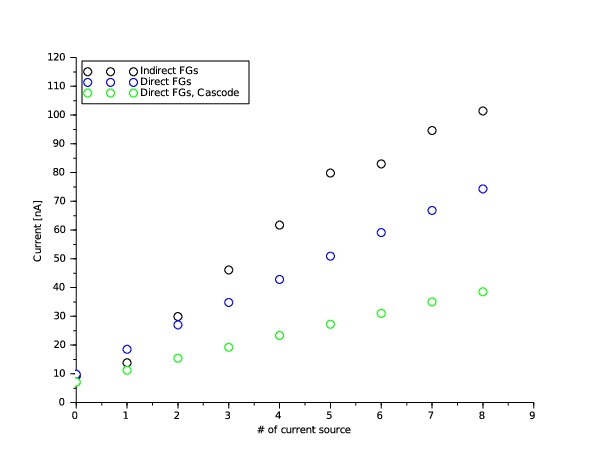 120
110
100
90
80
70
60
50
40
30
20
10
0
Current [nA]
Indirect FGs
Direct FGs
Direct FGs, Cascode
0 1 2 3 4 5 6 7 8 9
# of current source